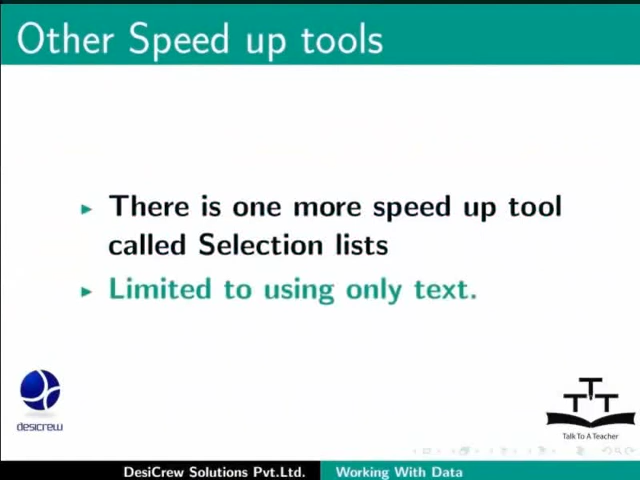 Other Speed up tools
There is one more speed up tool
called Selection lists
Limited to using only text.
desicrew
TTT
Talk To A Teacher
DesiCrew Solutions Pvt.Ltd.
Working With Data